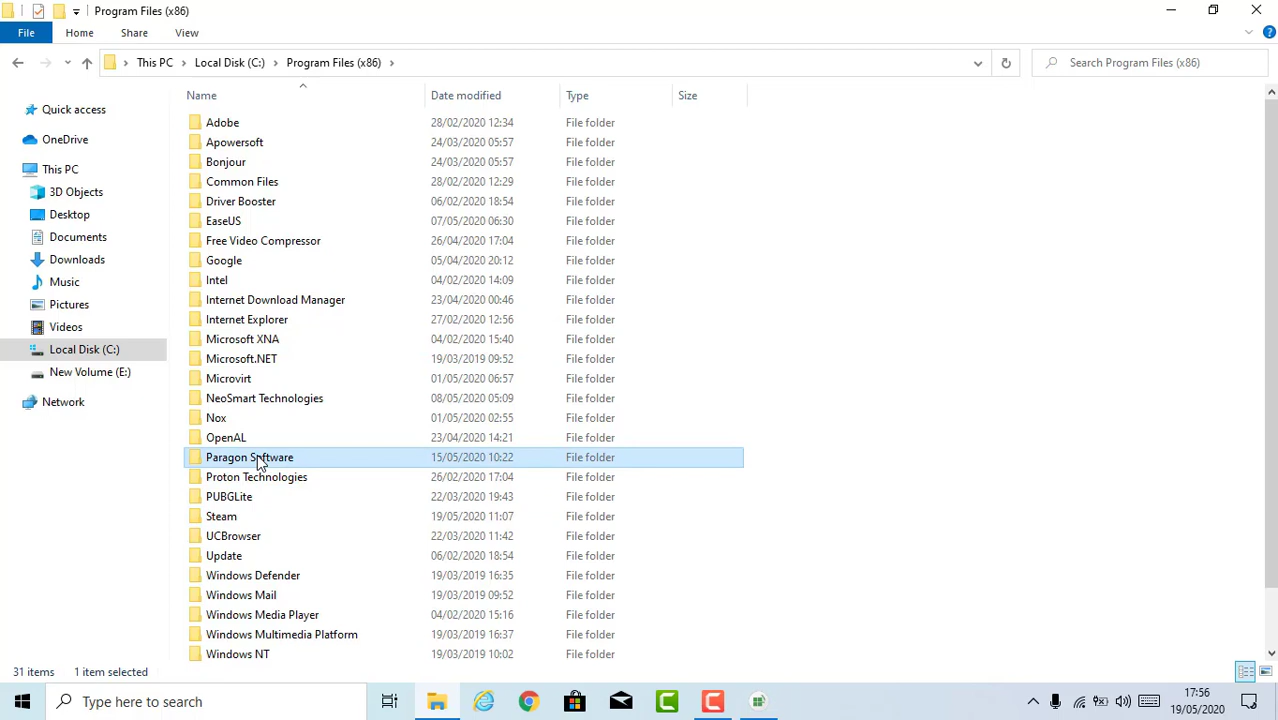 Program Files (x86)
File Home Share View
This PC Local Disk (C:) Program Files (x86) Search Program Files (x86)
Name Date modified Type Size
Quick access
OneDrive
This PC
3D Objects
Desktop
Documents
Downloads
Music
Pictures
Videos
Local Disk (C:)
New Volume (E:)
Network
Adobe 28/02/2020 12:34 File folder
Apowersoft 24/03/2020 05:57 File folder
Bonjour 24/03/2020 05:57 File folder
Common Files 28/02/2020 12:29 File folder
Driver Booster 06/02/2020 18:54 File folder
EaseUS 07/05/2020 06:30 File folder
Free Video Compressor 26/04/2020 17:04 File folder
Google 05/04/2020 20:12 File folder
Intel 04/02/2020 14:09 File folder
Internet Download Manager 23/04/2020 00:46 File folder
Internet Explorer 27/02/2020 12:56 File folder
Microsoft XNA 04/02/2020 15:40 File folder
Microsoft.NET 19/03/2019 09:52 File folder
Microvirt 01/05/2020 06:57 File folder
NeoSmart Technologies 08/05/2020 05:09 File folder
Nox 01/05/2020 02:55 File folder
OpenAL 23/04/2020 14:21 File folder
Paragon Software 15/05/2020 10:22 File folder
Proton Technologies 26/02/2020 17:04 File folder
PUBGLite 22/03/2020 19:43 File folder
Steam 19/05/2020 11:07 File folder
UCBrowser 22/03/2020 11:42 File folder
Update 06/02/2020 18:54 File folder
Windows Defender 19/03/2019 16:35 File folder
Windows Mail 19/03/2019 09:52 File folder
Windows Media Player 04/02/2020 15:16 File folder
Windows Multimedia Platform 19/03/2019 16:37 File folder
Windows NT 19/03/2019 10:02 File folder
31 items 1 item selected
Type here to search
17:56
19/05/2020